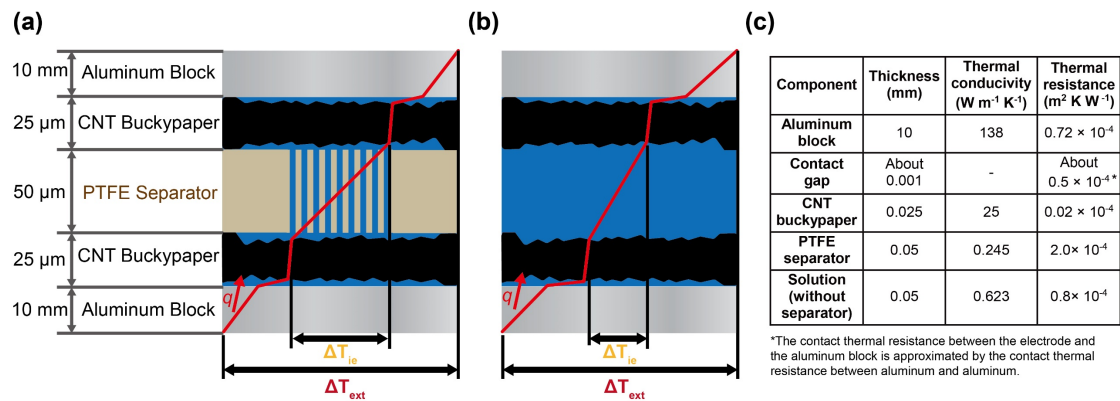 (a)
10 mm
Aluminum Block
25 µm
CNT Buckypaper
50 µm
PTFE Separator
25 µm
CNT Buckypaper
10 mm
Aluminum Block
q
ΔTie
ΔText
(b)
q
ΔTie
ΔText
(c)
Component
Thickness
(mm)
Thermal
conducivity
(W m-1 K-1)
Thermal
resistance
(m2 K W-1)
Aluminum
block
10
138
0.72 × 10-4
Contact
gap
About
0.001
-
About
0.5 × 10-4*
CNT
buckypaper
0.025
25
0.02 × 10-4
PTFE
separator
0.05
0.245
2.0× 10-4
Solution
(without
separator)
0.05
0.623
0.8× 10-4
*The contact thermal resistance between the electrode and
the aluminum block is approximated by the contact thermal
resistance between aluminum and aluminum.